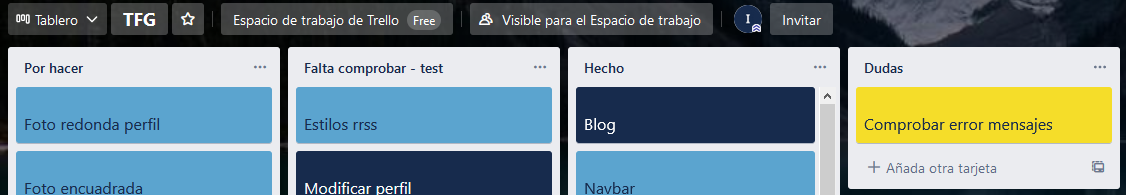 Tablero
TFG
Espacio de trabajo de Trello Free
Visible para el Espacio de trabajo
I
Invitar
Por hacer
Foto redonda perfil
Foto encuadrada
Falta comprobar - test
Estilos rrss
Modificar perfil
Hecho
Blog
Navbar
Dudas
Comprobar error mensajes
+ Añada otra tarjeta